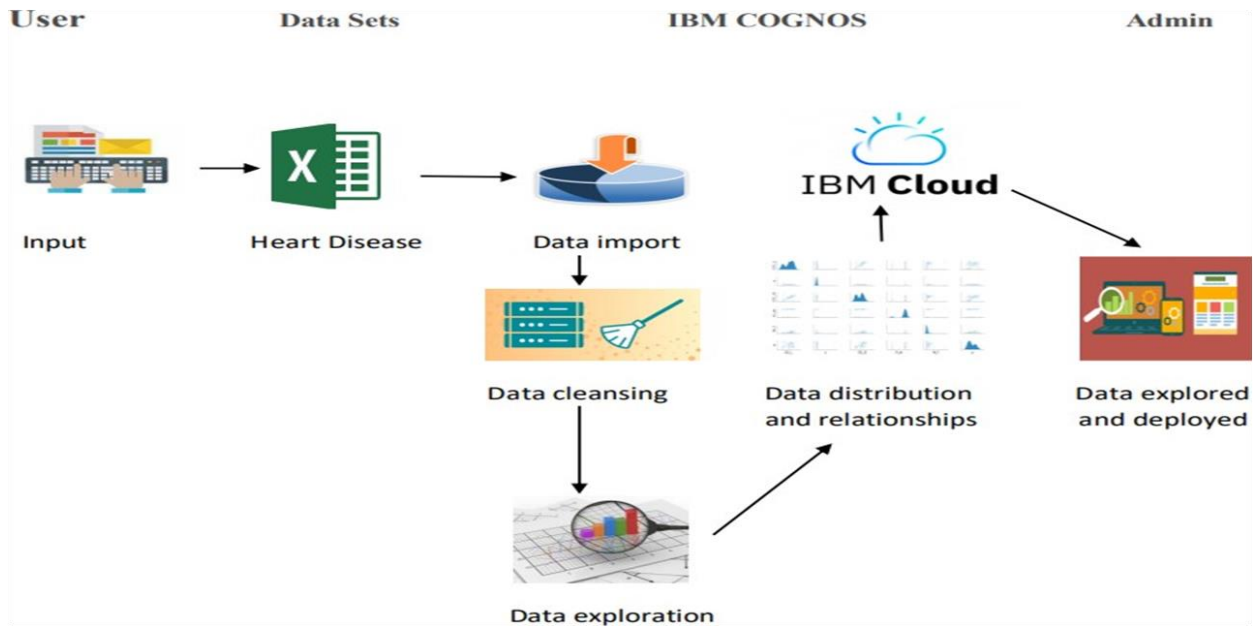 User
Data Sets
IBM COGNOS
Admin
X
IBM Cloud
Input
Heart Disease
Data import
Data cleansing
Data distribution
and relationships
Data explored
and deployed
Data exploration